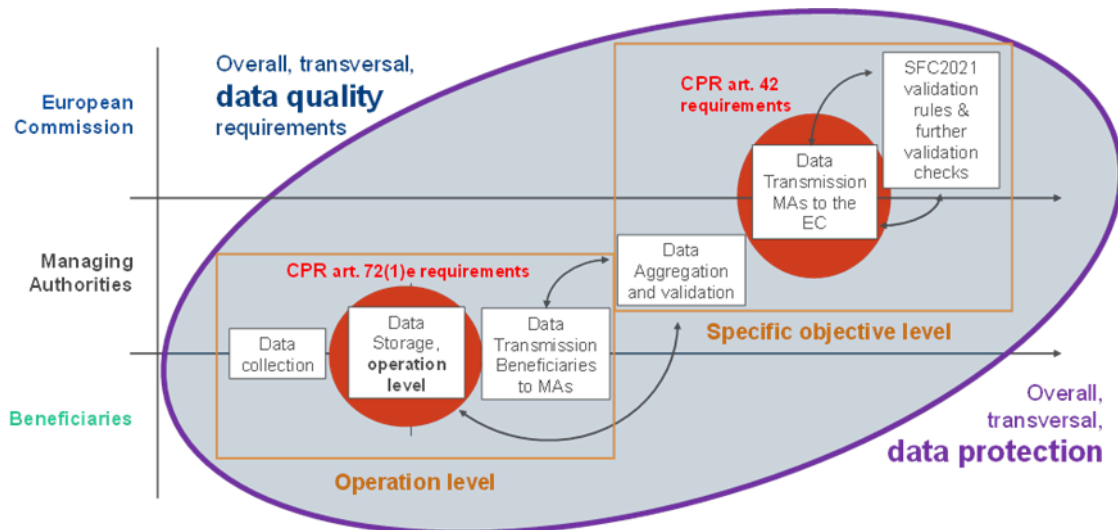 Overall, transversal,
data quality
requirements
European
Commission
CPR art. 42
requirements
SFC2021
validation
rules &
further
validation
checks
Data
Transmission
MAs to the
EC
Managing
Authorities
CPR art. 72(1)e requirements
Data
Aggregation
and validation
Specific objective level
Data
collection
Data
Storage,
operation
level
Data
Transmission
Beneficiaries
to MAs
Beneficiaries
Operation level
Overall,
transversal,
data protection